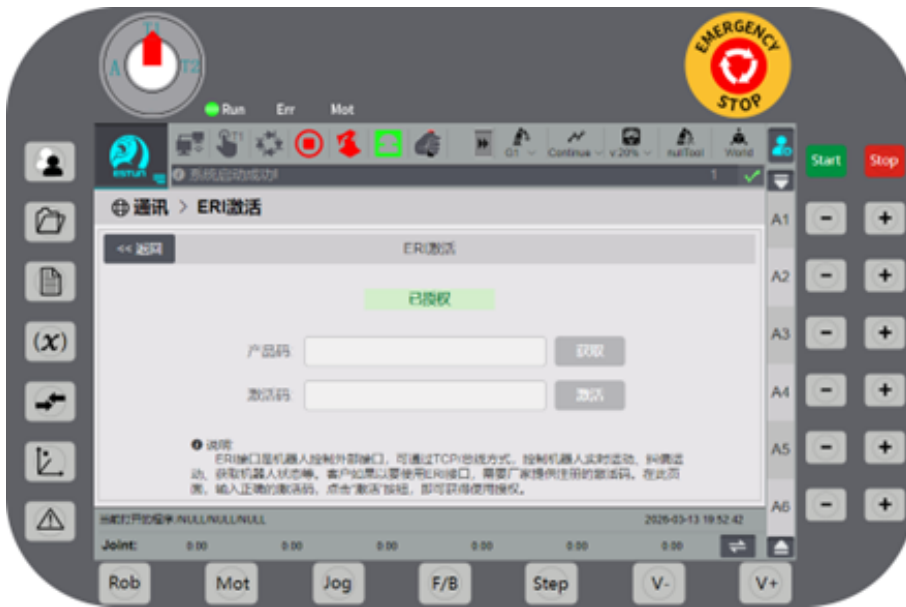 T1
A
T2
EMERGENCY
STOP
Run Err Mot
T1
G1 Continue v:20% nullTool World
ESTUN
系统启动成功! 1
Start
Stop
通讯 > ERI激活
A1
<< 返回 ERI激活
已授权
A2
产品码: 获取
A3
激活码: 激活
A4
说明:
ERI接口是机器人控制外部接口，可通过TCP/总线方式，控制机器人实时运动、纠偏运
动、获取机器人状态等。客户如果以要使用ERI接口，需要厂家提供注册的激活码。在此页
面，输入正确的激活码，点击"激活"按钮，即可获得使用授权。
A5
A6
当前打开的程序:/NULL/NULL/NULL 2026-03-13 19:52:42
Joint: 0.00 0.00 0.00 0.00 0.00 0.00
(x)
- +
- +
- +
- +
- +
- +
Rob Mot Jog F/B Step V- V+